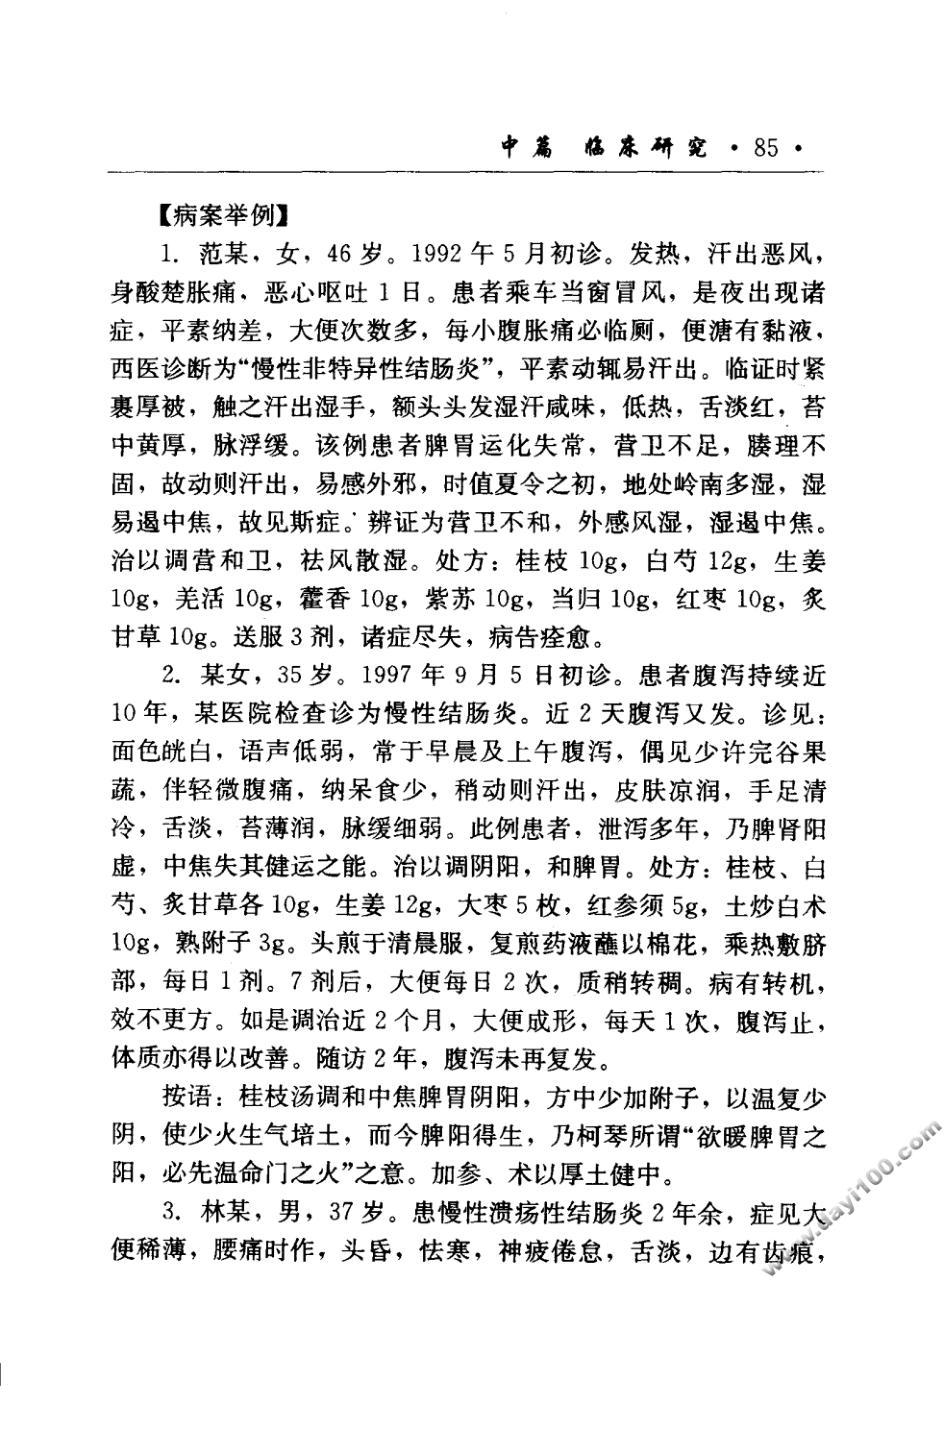 中篇 临床研究 · 85 ·
【病案举例】
1. 范某，女，46 岁。1992 年 5 月初诊。发热，汗出恶风，
身酸楚胀痛，恶心呕吐 1 日。患者乘车当窗冒风，是夜出现诸
症，平素纳差，大便次数多，每小腹胀痛必临厕，便溏有黏液，
西医诊断为“慢性非特异性结肠炎”，平素动辄易汗出。临证时紧
裹厚被，触之汗出湿手，额头头发湿汗咸味，低热，舌淡红，苔
中黄厚，脉浮缓。该例患者脾胃运化失常，营卫不足，腠理不
固，故动则汗出，易感外邪，时值夏令之初，地处岭南多湿，湿
易遏中焦，故见斯症。辨证为营卫不和，外感风湿，湿遏中焦。
治以调营和卫，祛风散湿。处方：桂枝 10g，白芍 12g，生姜
10g，羌活 10g，藿香 10g，紫苏 10g，当归 10g，红枣 10g，炙
甘草 10g。送服 3 剂，诸症尽失，病告痊愈。
2. 某女，35 岁。1997 年 9 月 5 日初诊。患者腹泻持续近
10 年，某医院检查诊为慢性结肠炎。近 2 天腹泻又发。诊见：
面色㿠白，语声低弱，常于早晨及上午腹泻，偶见少许完谷果
蔬，伴轻微腹痛，纳呆食少，稍动则汗出，皮肤凉润，手足清
冷，舌淡，苔薄润，脉缓细弱。此例患者，泄泻多年，乃脾肾阳
虚，中焦失其健运之能。治以调阴阳，和脾胃。处方：桂枝、白
芍、炙甘草各 10g，生姜 12g，大枣 5 枚，红参须 5g，土炒白术
10g，熟附子 3g。头煎于清晨服，复煎药液蘸以棉花，乘热敷脐
部，每日 1 剂。7 剂后，大便每日 2 次，质稍转稠。病有转机，
效不更方。如是调治近 2 个月，大便成形，每天 1 次，腹泻止，
体质亦得以改善。随访 2 年，腹泻未再复发。
按语：桂枝汤调和中焦脾胃阴阳，方中少加附子，以温复少
阴，使少火生气培土，而今脾阳得生，乃柯琴所谓“欲暖脾胃之
阳，必先温命门之火”之意。加参、术以厚土健中。
3. 林某，男，37 岁。患慢性溃疡性结肠炎 2 年余，症见大
便稀薄，腰痛时作，头昏，怯寒，神疲倦怠，舌淡，边有齿痕，
www.dayi100.com